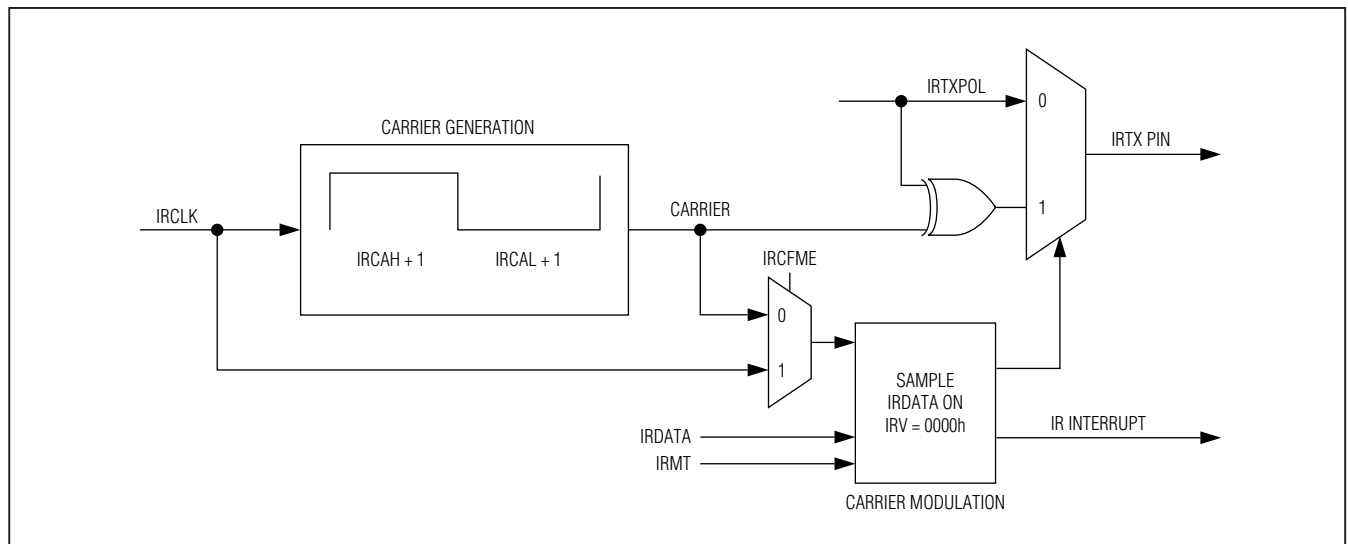 IRTXPOL
0
CARRIER GENERATION
IRTX PIN
IRCLK
CARRIER
1
IRCAH + 1
IRCAL + 1
IRCFME
0
1
SAMPLE
IRDATA ON
IRV = 0000h
IRDATA
IR INTERRUPT
IRMT
CARRIER MODULATION